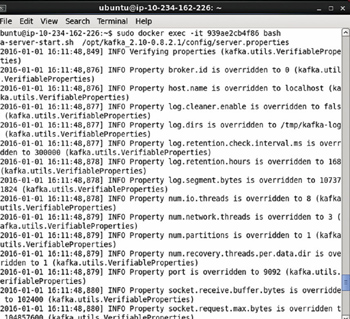 ubuntu@ip-10-234-162-226: ~
File Edit View Search Terminal Help
buntu@ip-10-234-162-226:~$ sudo docker exec -it 939ae2cb4f86 bash
a-server-start.sh /opt/kafka_2.10-0.8.2.1/config/server.properties
2016-01-01 16:11:48,849] INFO Verifying properties (kafka.utils.VerifiablePrope
ties)
2016-01-01 16:11:48,876] INFO Property broker.id is overridden to 0 (kafka.util
.VerifiableProperties)
2016-01-01 16:11:48,876] INFO Property host.name is overridden to localhost (ka
ka.utils.VerifiableProperties)
2016-01-01 16:11:48,877] INFO Property log.cleaner.enable is overridden to fals
(kafka.utils.VerifiableProperties)
2016-01-01 16:11:48,877] INFO Property log.dirs is overridden to /tmp/kafka-log
(kafka.utils.VerifiableProperties)
2016-01-01 16:11:48,877] INFO Property log.retention.check.interval.ms is overr
dden to 300000 (kafka.utils.VerifiableProperties)
2016-01-01 16:11:48,878] INFO Property log.retention.hours is overridden to 168
(kafka.utils.VerifiableProperties)
2016-01-01 16:11:48,878] INFO Property log.segment.bytes is overridden to 10737
1824 (kafka.utils.VerifiableProperties)
2016-01-01 16:11:48,878] INFO Property num.io.threads is overridden to 8 (kafka
utils.VerifiableProperties)
2016-01-01 16:11:48,878] INFO Property num.network.threads is overridden to 3 (
afka.utils.VerifiableProperties)
2016-01-01 16:11:48,879] INFO Property num.partitions is overridden to 1 (kafka
utils.VerifiableProperties)
2016-01-01 16:11:48,879] INFO Property num.recovery.threads.per.data.dir is ove
ridden to 1 (kafka.utils.VerifiableProperties)
2016-01-01 16:11:48,879] INFO Property port is overridden to 9092 (kafka.utils.
erifiableProperties)
2016-01-01 16:11:48,880] INFO Property socket.receive.buffer.bytes is overridde
to 102400 (kafka.utils.VerifiableProperties)
2016-01-01 16:11:48,880] INFO Property socket.request.max.bytes is overridden t
104857600 (kafka.utils.VerifiableProperties)